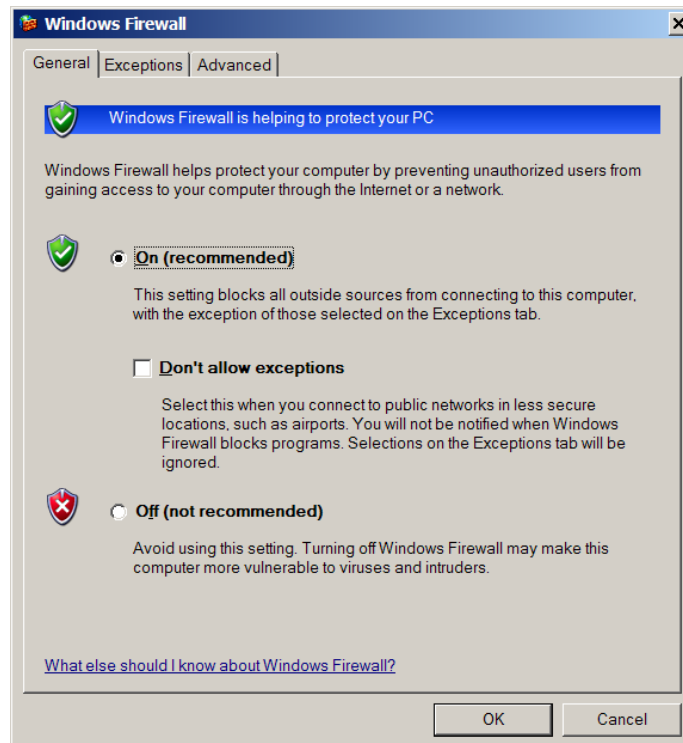 Windows Firewall
General Exceptions Advanced
Windows Firewall is helping to protect your PC
Windows Firewall helps protect your computer by preventing unauthorized users from
gaining access to your computer through the Internet or a network.
On (recommended)
This setting blocks all outside sources from connecting to this computer,
with the exception of those selected on the Exceptions tab.
Don't allow exceptions
Select this when you connect to public networks in less secure
locations, such as airports. You will not be notified when Windows
Firewall blocks programs. Selections on the Exceptions tab will be
ignored.
Off (not recommended)
Avoid using this setting. Turning off Windows Firewall may make this
computer more vulnerable to viruses and intruders.
What else should I know about Windows Firewall?
OK Cancel